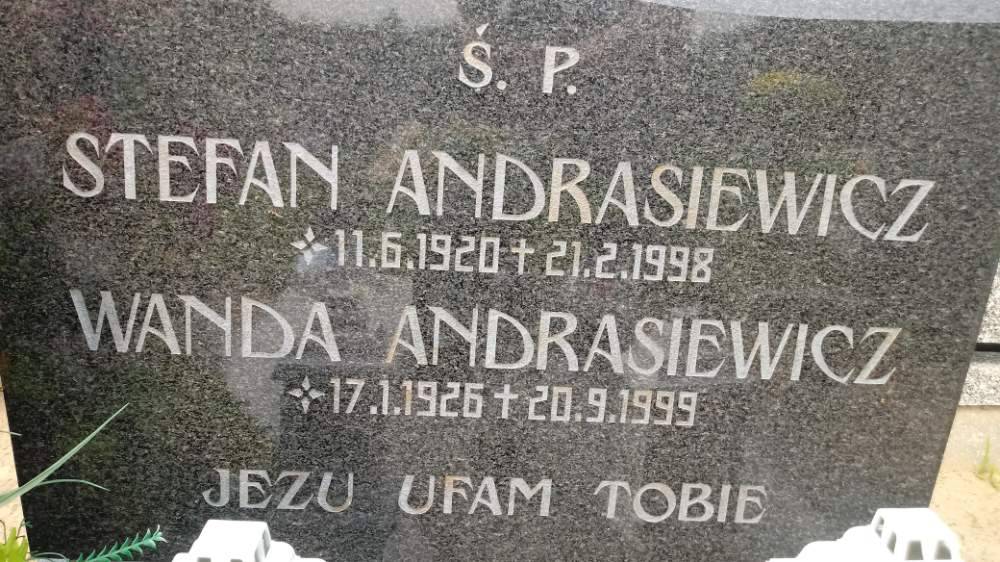 Ś. P.
STEFAN ANDRASIEWICZ
11.6.1920 + 21.2.1998
WANDA ANDRASIEWICZ
17.1.1926 + 20.9.1999
JEZU UFAM TOBIE